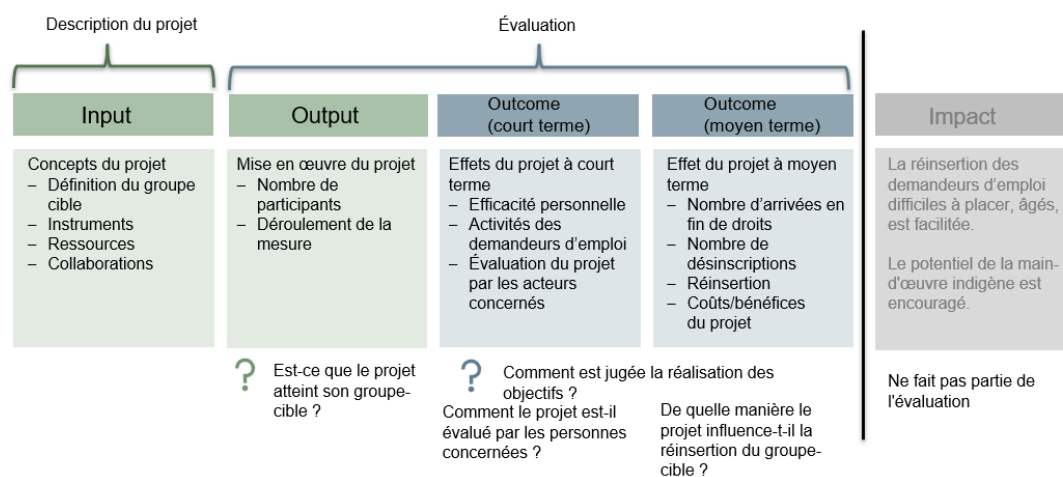 Description du projet
Évaluation
Input
Output
Outcome
(court terme)
Outcome
(moyen terme)
Impact
Concepts du projet
– Définition du groupe
cible
– Instruments
– Ressources
– Collaborations
Mise en œuvre du projet
– Nombre de
participants
– Déroulement de la
mesure
Effets du projet à court
terme
– Efficacité personnelle
– Activités des
demandeurs d'emploi
– Évaluation du projet
par les acteurs
concernés
Effet du projet à moyen
terme
– Nombre d'arrivées en
fin de droits
– Nombre de
désinscriptions
– Réinsertion
– Coûts/bénéfices
du projet
La réinsertion des
demandeurs d'emploi
difficiles à placer, âgés,
est facilitée.
Le potentiel de la main-
d'œuvre indigène est
encouragé.
?
Est-ce que le projet
atteint son groupe-
cible ?
?
Comment est jugée la réalisation des
objectifs ?
Comment le projet est-il
évalué par les personnes
concernées ?
De quelle manière le
projet influence-t-il la
réinsertion du groupe-
cible ?
Ne fait pas partie de
l'évaluation